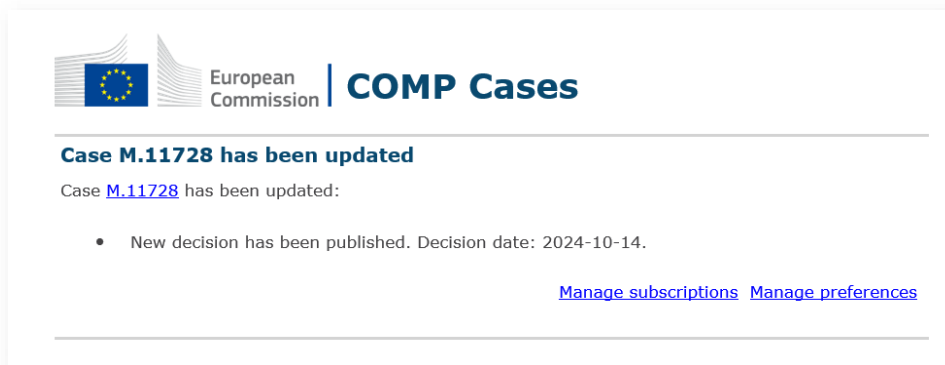 European
Commission
COMP Cases
Case M.11728 has been updated
Case M.11728 has been updated:
• New decision has been published. Decision date: 2024-10-14.
Manage subscriptions Manage preferences